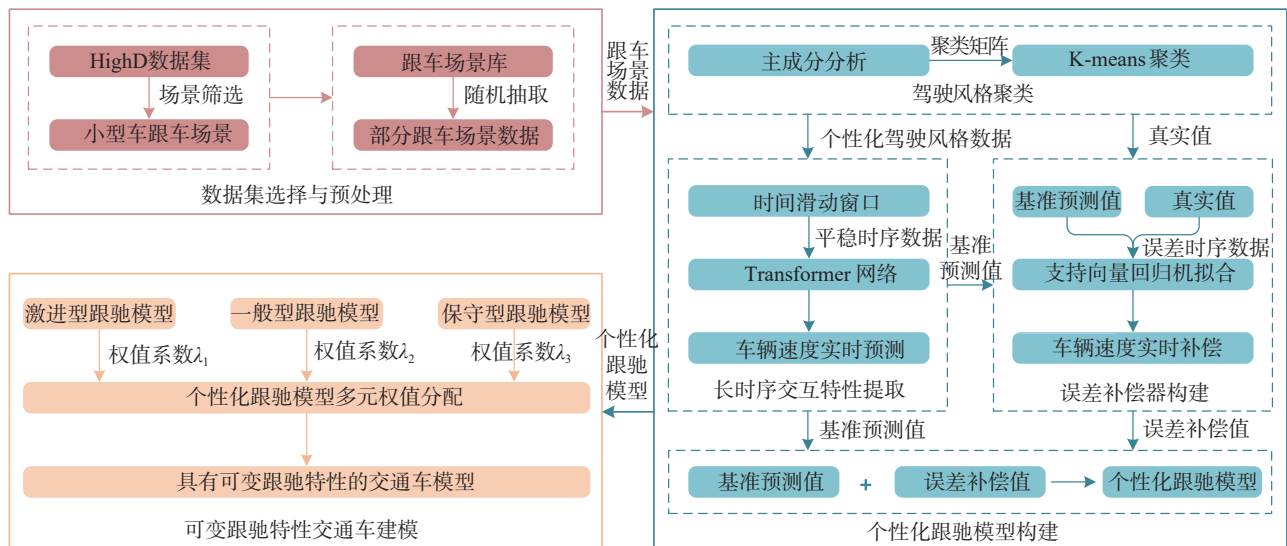 HighD数据集
场景筛选
小型车跟车场景
跟车场景库
随机抽取
部分跟车场景数据
数据集选择与预处理
跟车
场景
数据
主成分分析
聚类矩阵
K-means 聚类
驾驶风格聚类
个性化驾驶风格数据
真实值
时间滑动窗口
平稳时序数据
Transformer 网络
车辆速度实时预测
长时序交互特性提取
基准
预测值
基准预测值
真实值
误差时序数据
支持向量回归机拟合
车辆速度实时补偿
误差补偿器构建
基准预测值
误差补偿值
基准预测值
+
误差补偿值
个性化跟驰模型
个性化跟驰模型构建
个性化
跟驰
模型
激进型跟驰模型
一般型跟驰模型
保守型跟驰模型
权值系数λ₁
权值系数λ₂
权值系数λ₃
个性化跟驰模型多元权值分配
具有可变跟驰特性的交通车模型
可变跟驰特性交通车建模